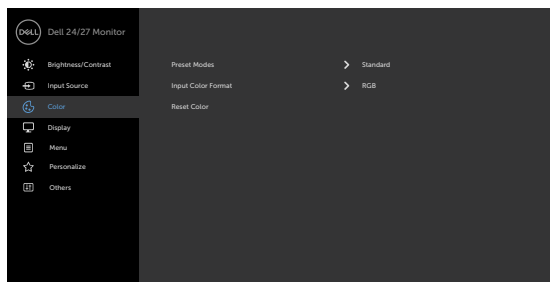 DELL Dell 24/27 Monitor
Brightness/Contrast
Input Source
Color
Display
Menu
Personalize
Others
Preset Modes Standard
Input Color Format RGB
Reset Color